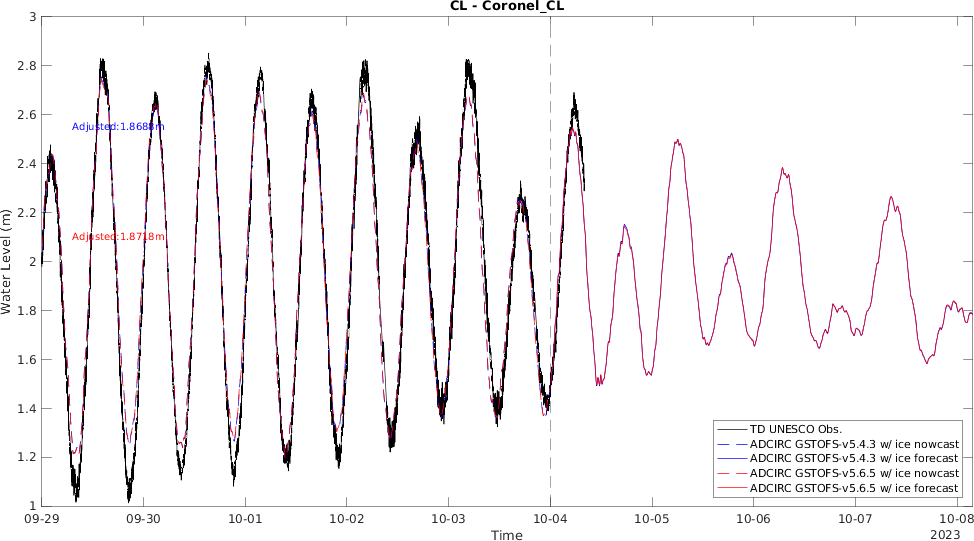 CL - Coronel_CL
3
2.8
2.6
2.4
2.2
2
1.8
1.6
1.4
1.2
1
Water Level (m)
Adjusted:1.8688m
Adjusted:1.8718m
TD UNESCO Obs.
ADCIRC GSTOFS-v5.4.3 w/ ice nowcast
ADCIRC GSTOFS-v5.4.3 w/ ice forecast
ADCIRC GSTOFS-v5.6.5 w/ ice nowcast
ADCIRC GSTOFS-v5.6.5 w/ ice forecast
09-29 09-30 10-01 10-02 10-03 10-04 10-05 10-06 10-07 10-08
Time 2023